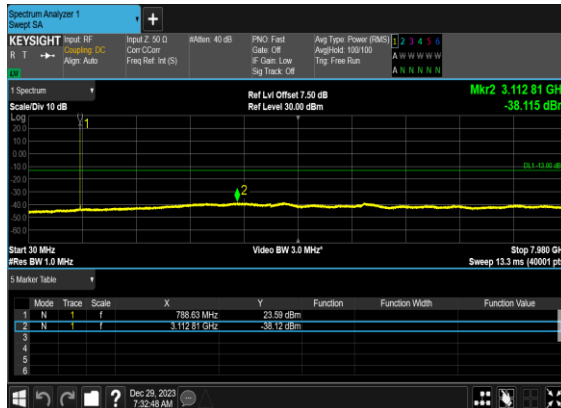 Spectrum Analyzer 1
Swept SA
+
KEYSIGHT Input: RF Input Z: 50 Ω #Atten: 40 dB PNO: Fast Avg Type: Power (RMS) 1 2 3 4 5 6
R T Coupling: DC Corr CCorr Gate: Off Avg|Hold: 100/100 A W W W W W
Align: Auto Freq Ref: Int (S) IF Gain: Low Trig: Free Run
Sig Track: Off A N N N N N
1 Spectrum Ref Lvl Offset 7.50 dB Mkr2 3.112 81 GH
Scale/Div 10 dB Ref Level 30.00 dBm -38.115 dB
Log
20.0
10.0
0.00
-10.0
-20.0
-30.0
-40.0
-50.0
-60.0
1
DL1 -13.00 dB
2
Start 30 MHz Video BW 3.0 MHz* Stop 7.980 GH
#Res BW 1.0 MHz Sweep 13.3 ms (40001 pt
5 Marker Table
Mode Trace Scale X Y Function Function Width Function Value
1 N 1 f 788.63 MHz 23.59 dBm
2 N 1 f 3.112 81 GHz -38.12 dBm
3
4
5
6
? Dec 29, 2023
7:32:48 AM